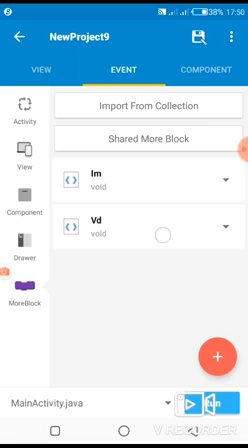 38% 17:50
NewProject9
VIEW EVENT COMPONENT
Import From Collection
Shared More Block
Activity
View
Component
Drawer
MoreBlock
Im
void
Vd
void
MainActivity.java